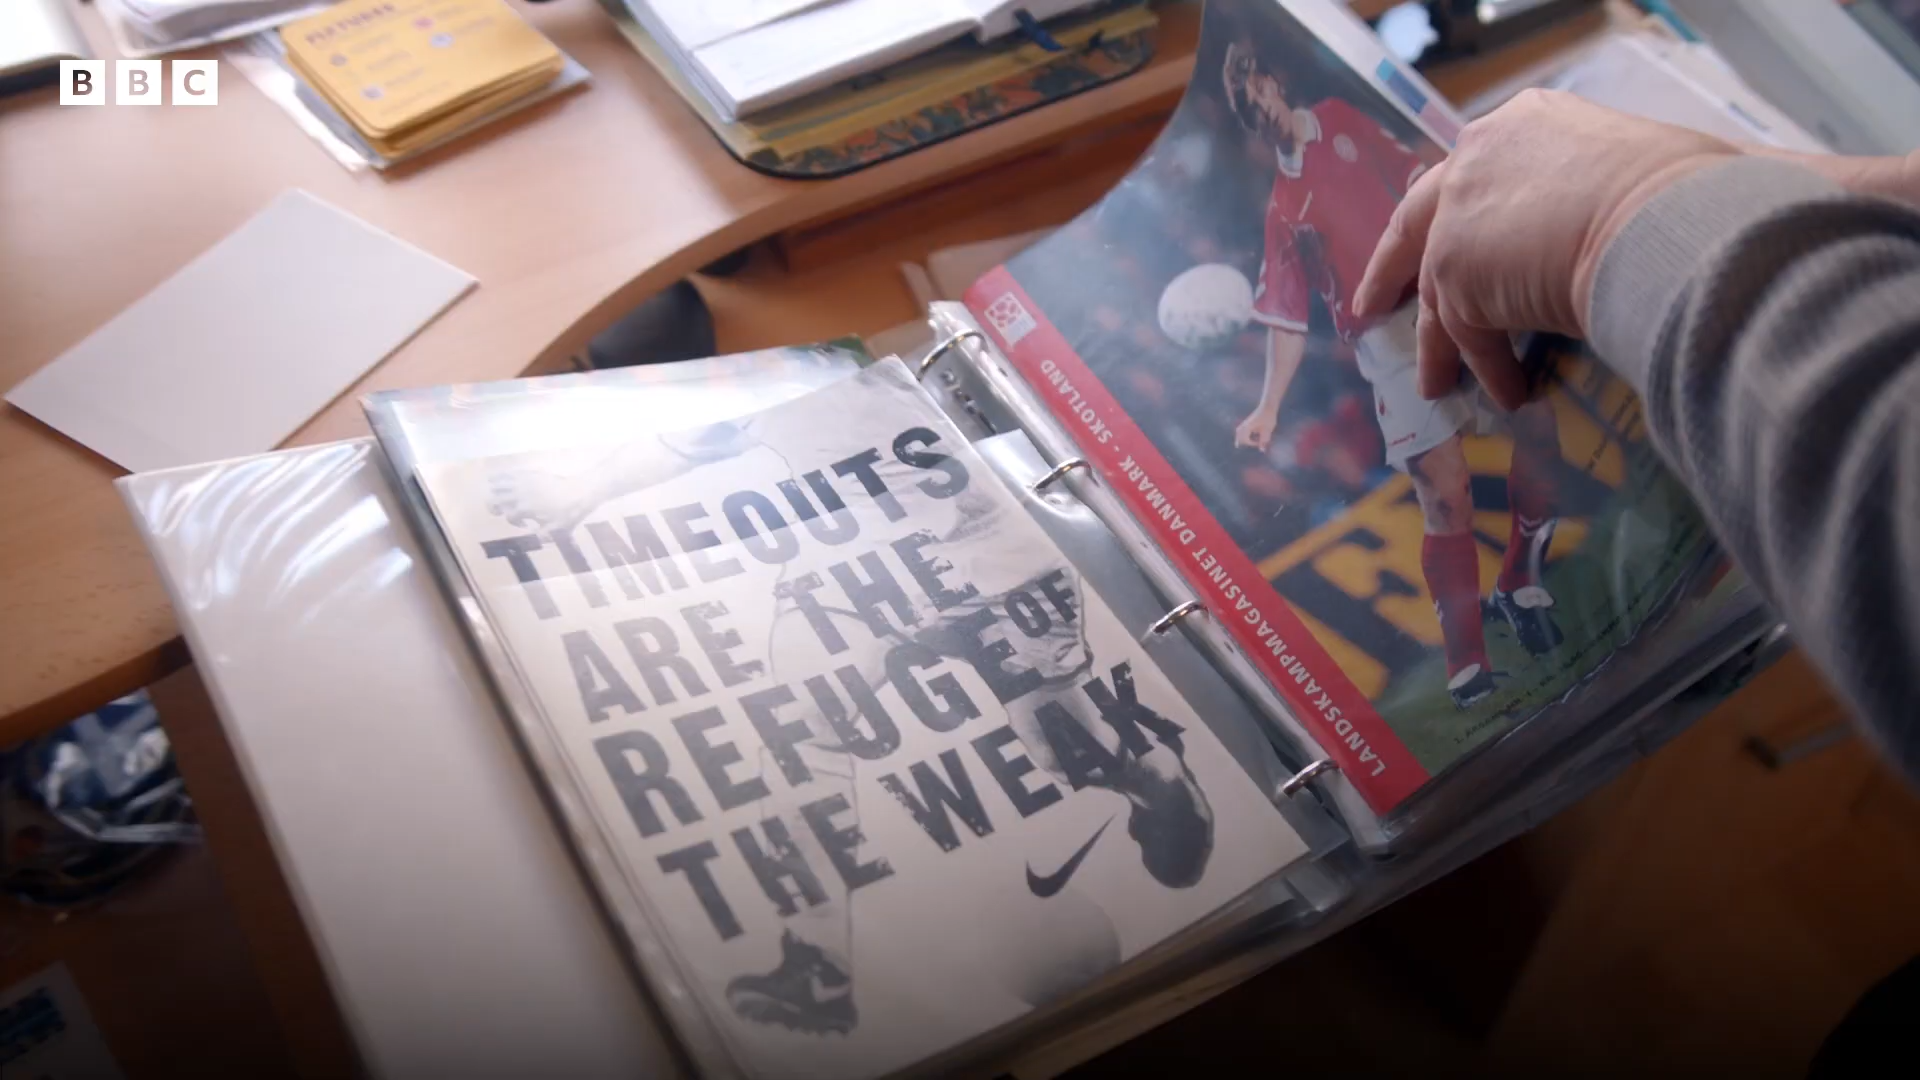 BBC
TIMEOUTS
ARE THE
REFUGE OF
THE WEAK
LANDSKAMPMAGASINET DANMARK - SKOTLAND